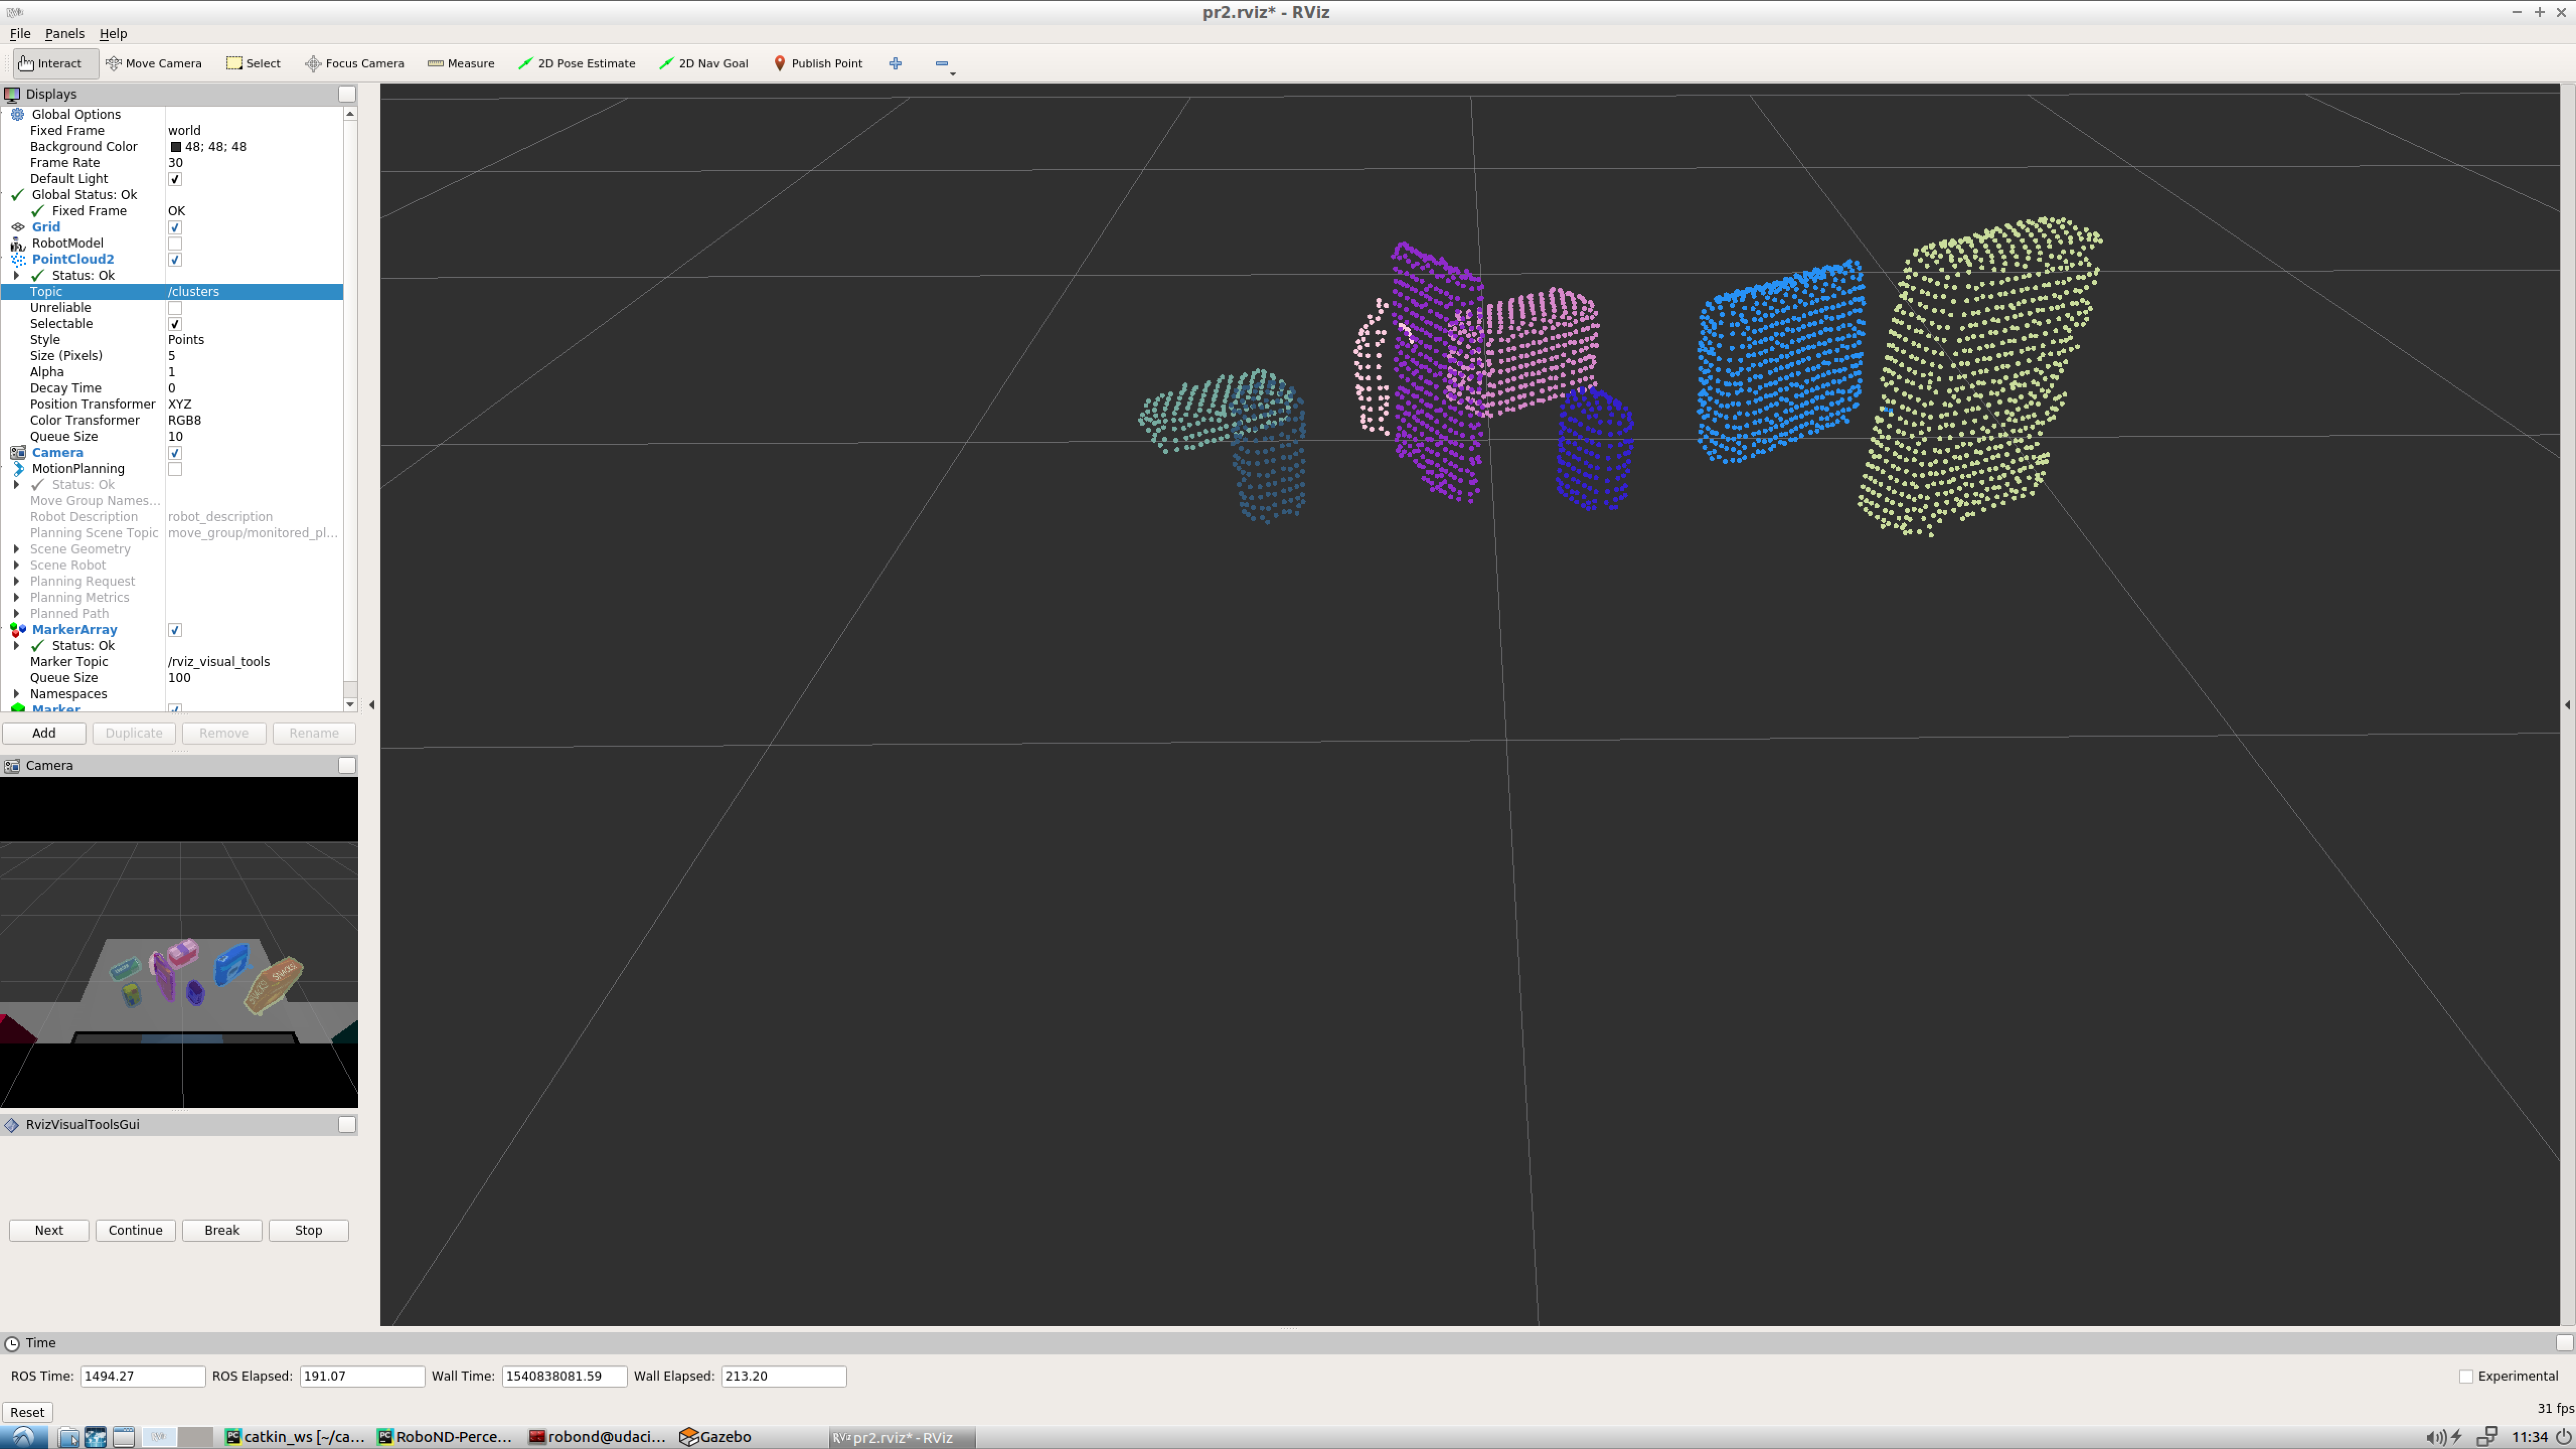 pr2.rviz* - RViz
File Panels Help
Interact Move Camera Select Focus Camera Measure 2D Pose Estimate 2D Nav Goal Publish Point
Displays
Global Options
Fixed Frame world
Background Color 48; 48; 48
Frame Rate 30
Default Light
Global Status: Ok
Fixed Frame OK
Grid
RobotModel
PointCloud2
Status: Ok
Topic /clusters
Unreliable
Selectable
Style Points
Size (Pixels) 5
Alpha 1
Decay Time 0
Position Transformer XYZ
Color Transformer RGB8
Queue Size 10
Camera
MotionPlanning
Status: Ok
Move Group Names...
Robot Description robot_description
Planning Scene Topic move_group/monitored_pl...
Scene Geometry
Scene Robot
Planning Request
Planning Metrics
Planned Path
MarkerArray
Status: Ok
Marker Topic /rviz_visual_tools
Queue Size 100
Namespaces
Marker
Add Duplicate Remove Rename
Camera
SNACKS
SNACKS
RvizVisualToolsGui
Next Continue Break Stop
Time
ROS Time: 1494.27 ROS Elapsed: 191.07 Wall Time: 1540838081.59 Wall Elapsed: 213.20 Experimental
Reset 31 fps
catkin_ws [~/ca... RoboND-Perce... robond@udaci... Gazebo pr2.rviz* - RViz 11:34